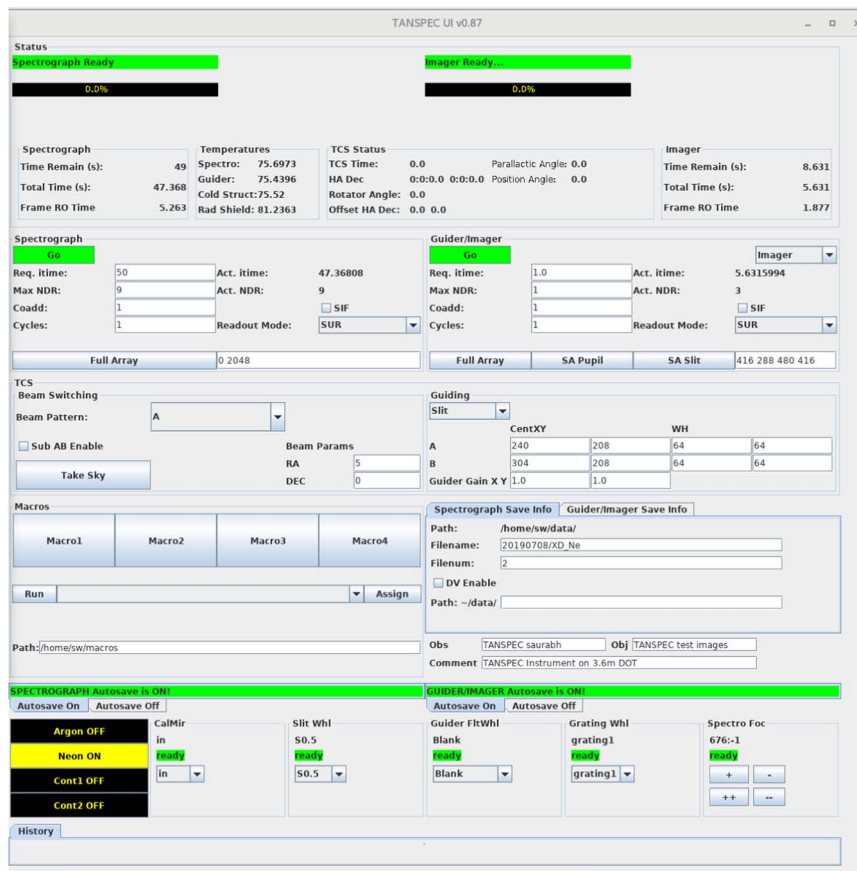 TANSPEC UI v0.87
Status
Spectrograph Ready Imager Ready...
0.0% 0.0%
Spectrograph Temperatures TCS Status Imager
Time Remain (s): 49 Spectro: 75.6973 TCS Time: 0.0 Parallactic Angle: 0.0 Time Remain (s): 8.631
Total Time (s): 47.368 Guider: 75.4396 HA Dec 0:0:0.0 0:0:0.0 Position Angle: 0.0 Total Time (s): 5.631
Cold Struct:75.52 Rotator Angle: 0.0
Frame RO Time 5.263 Rad Shield: 81.2363 Offset HA Dec: 0.0 0.0 Frame RO Time 1.877
Spectrograph Guider/Imager
Go Go Imager
Req. itime: 50 Act. itime: 47.36808 Req. itime: 1.0 Act. itime: 5.6315994
Max NDR: 9 Act. NDR: 9 Max NDR: 1 Act. NDR: 3
Coadd: 1 SIF Coadd: 1 SIF
Cycles: 1 Readout Mode: SUR Cycles: 1 Readout Mode: SUR
Full Array 0 2048 Full Array SA Pupil SA Slit 416 288 480 416
TCS
Beam Switching Guiding
Beam Pattern: A Slit
CentXY WH
Sub AB Enable Beam Params A 240 208 64 64
Take Sky RA 5 B 304 208 64 64
DEC 0 Guider Gain X Y 1.0 1.0
Macros Spectrograph Save Info Guider/Imager Save Info
Path: /home/sw/data/
Macro1 Macro2 Macro3 Macro4 Filename: 20190708/XD_Ne
Filenum: 2
DV Enable
Run Assign Path: ~/data/
Path:/home/sw/macros Obs TANSPEC saurabh Obj TANSPEC test images
Comment TANSPEC Instrument on 3.6m DOT
SPECTROGRAPH Autosave is ON! GUIDER/IMAGER Autosave is ON!
Autosave On Autosave Off Autosave On Autosave Off
Argon OFF CalMir Slit Whl Guider FltWhl Grating Whl Spectro Foc
in S0.5 Blank grating1 676:-1
Neon ON ready ready ready ready ready
in S0.5 Blank grating1 + -
Cont1 OFF
Cont2 OFF ++ --
History